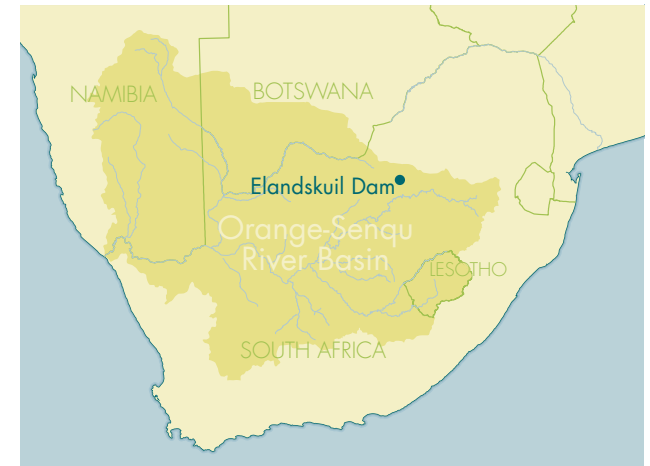 NAMIBIA
BOTSWANA
Elandskuil Dam
Orange-Senqu
River Basin
LESOTHO
SOUTH AFRICA